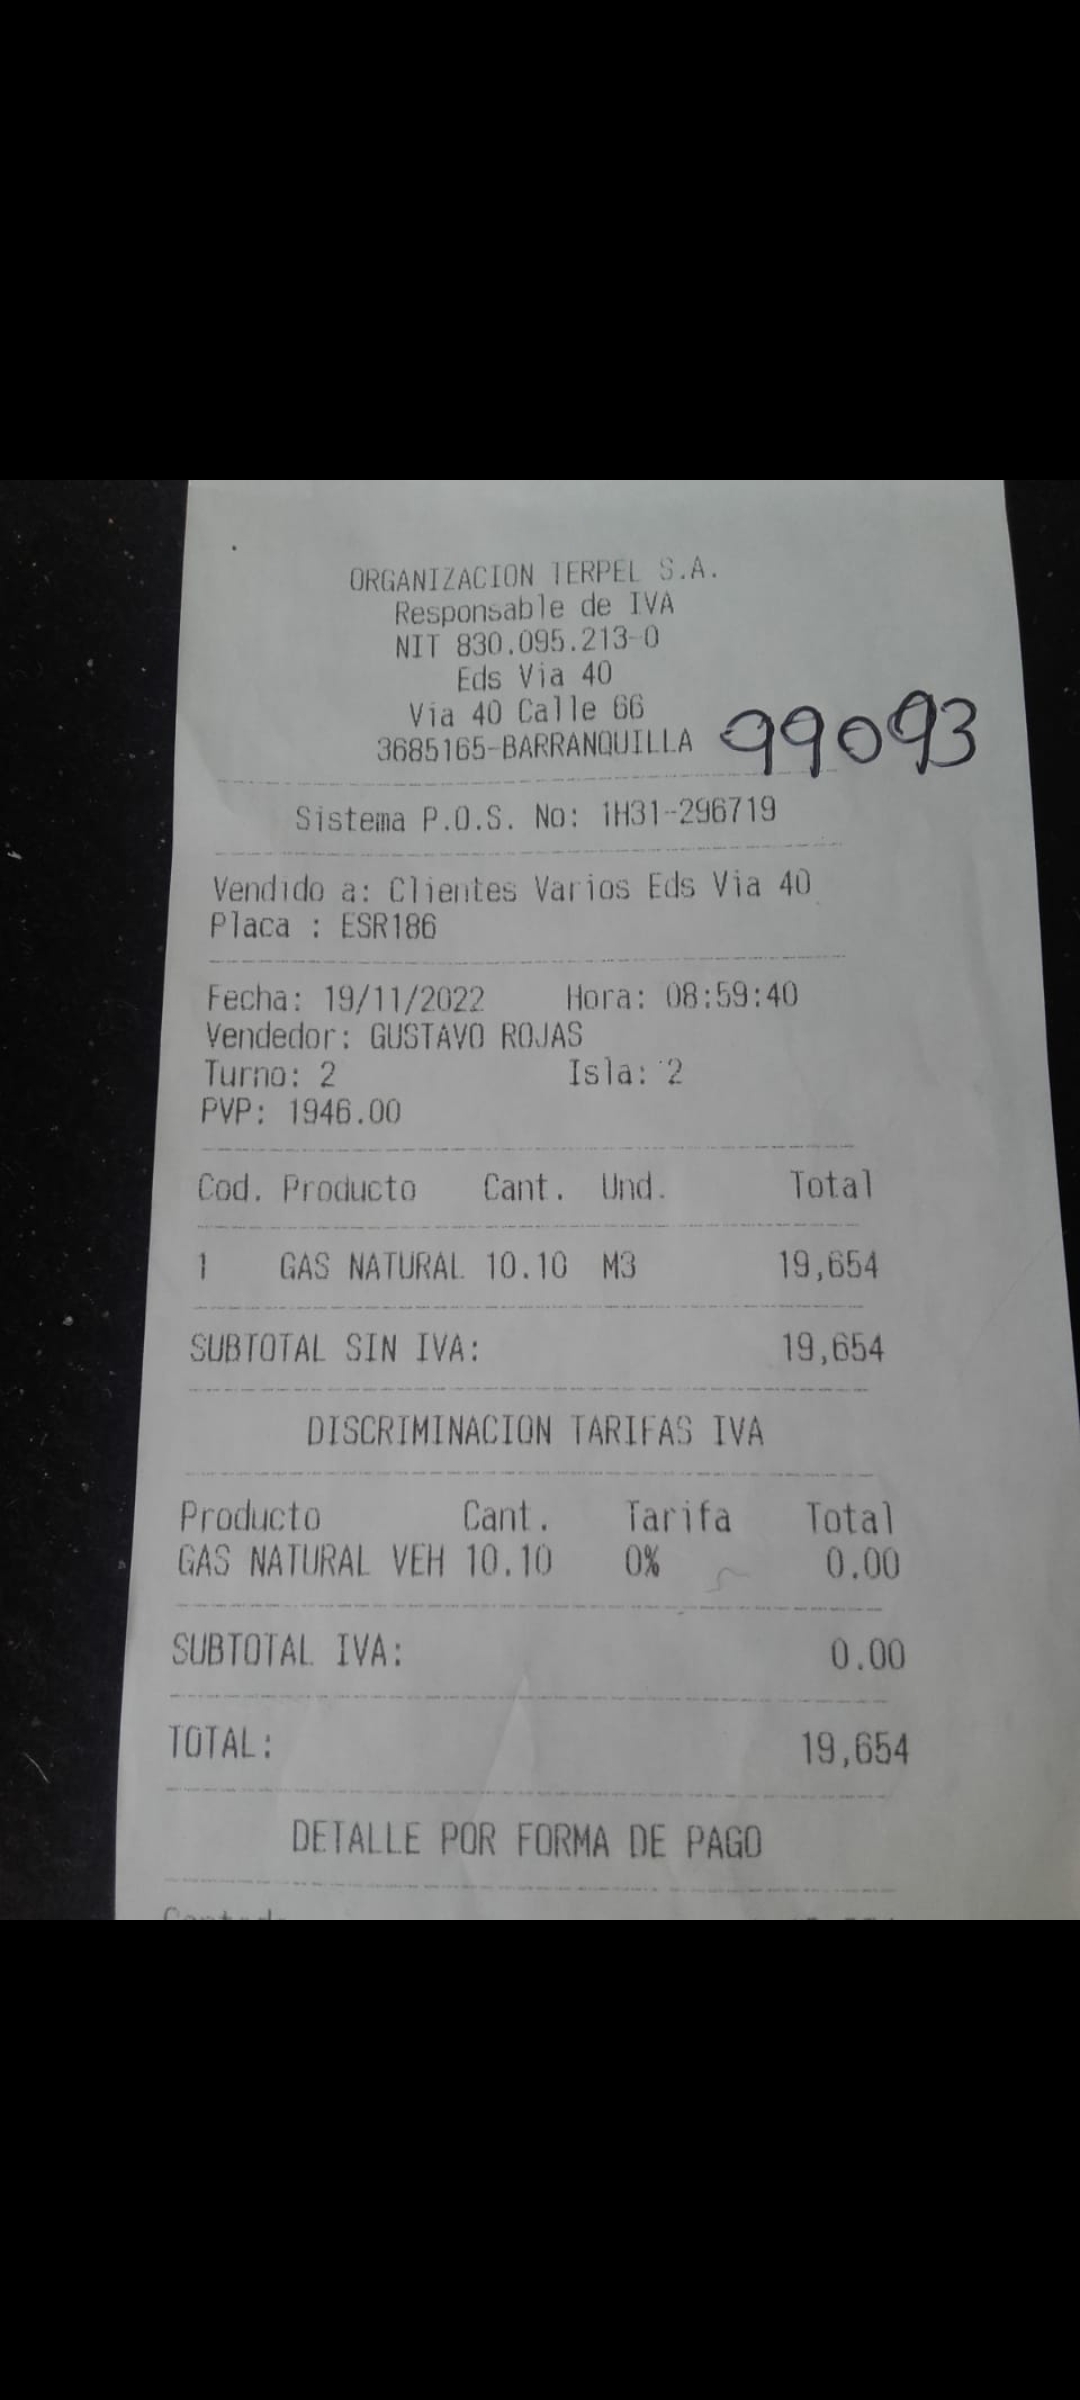 ORGANIZACION TERPEL S.A.
Responsable de IVA
NIT 830.095.213-0
Eds Via 40
Via 40 Calle 66
3685165-BARRANQUILLA 99093
Sistema P.O.S. No: 1H31-296719
Vendido a: Clientes Varios Eds Via 40
Placa : ESR186
Fecha: 19/11/2022 Hora: 08:59:40
Vendedor: GUSTAVO ROJAS
Turno: 2 Isla: 2
PVP: 1946.00
Cod. Producto Cant. Und. Total
1 GAS NATURAL 10.10 M3 19,654
SUBTOTAL SIN IVA: 19,654
DISCRIMINACION TARIFAS IVA
Producto Cant. Tarifa Total
GAS NATURAL VEH 10.10 0% 0.00
SUBTOTAL IVA: 0.00
TOTAL: 19,654
DETALLE POR FORMA DE PAGO